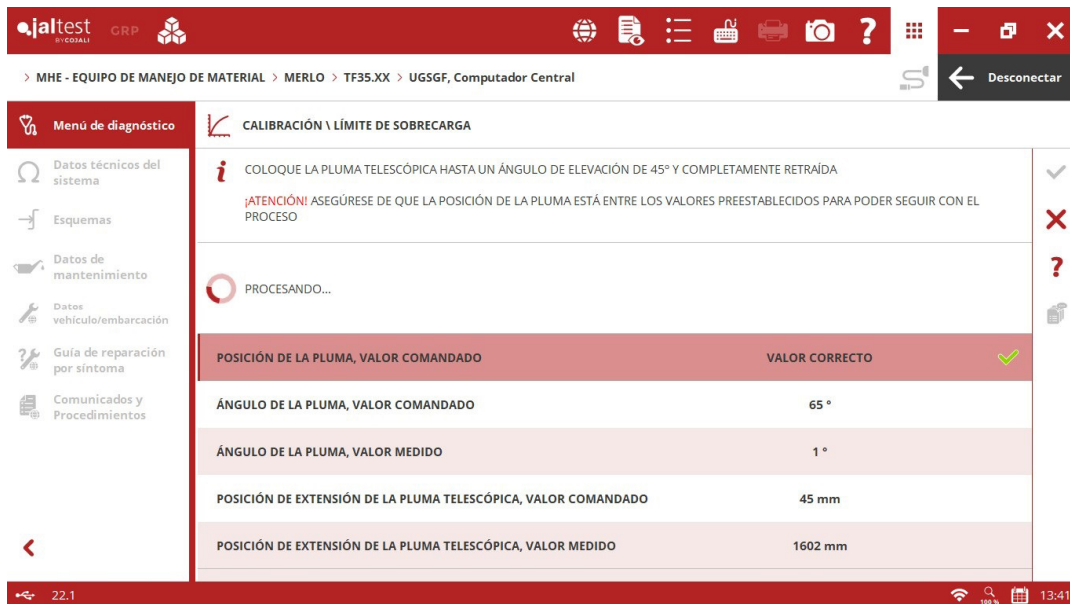 jaltest GRP
BY COJALI
> MHE - EQUIPO DE MANEJO DE MATERIAL > MERLO > TF35.XX > UGSGF, Computador Central
Desconectar
Menú de diagnóstico
CALIBRACIÓN \ LÍMITE DE SOBRECARGA
Datos técnicos del
sistema
Esquemas
Datos de
mantenimiento
Datos
vehículo/embarcación
Guía de reparación
por síntoma
Comunicados y
Procedimientos
COLOQUE LA PLUMA TELESCÓPICA HASTA UN ÁNGULO DE ELEVACIÓN DE 45º Y COMPLETAMENTE RETRAÍDA
¡ATENCIÓN! ASEGÚRESE DE QUE LA POSICIÓN DE LA PLUMA ESTÁ ENTRE LOS VALORES PREESTABLECIDOS PARA PODER SEGUIR CON EL
PROCESO
PROCESANDO...
POSICIÓN DE LA PLUMA, VALOR COMANDADO VALOR CORRECTO
ÁNGULO DE LA PLUMA, VALOR COMANDADO 65 °
ÁNGULO DE LA PLUMA, VALOR MEDIDO 1 °
POSICIÓN DE EXTENSIÓN DE LA PLUMA TELESCÓPICA, VALOR COMANDADO 45 mm
POSICIÓN DE EXTENSIÓN DE LA PLUMA TELESCÓPICA, VALOR MEDIDO 1602 mm
22.1
100 %
13:41